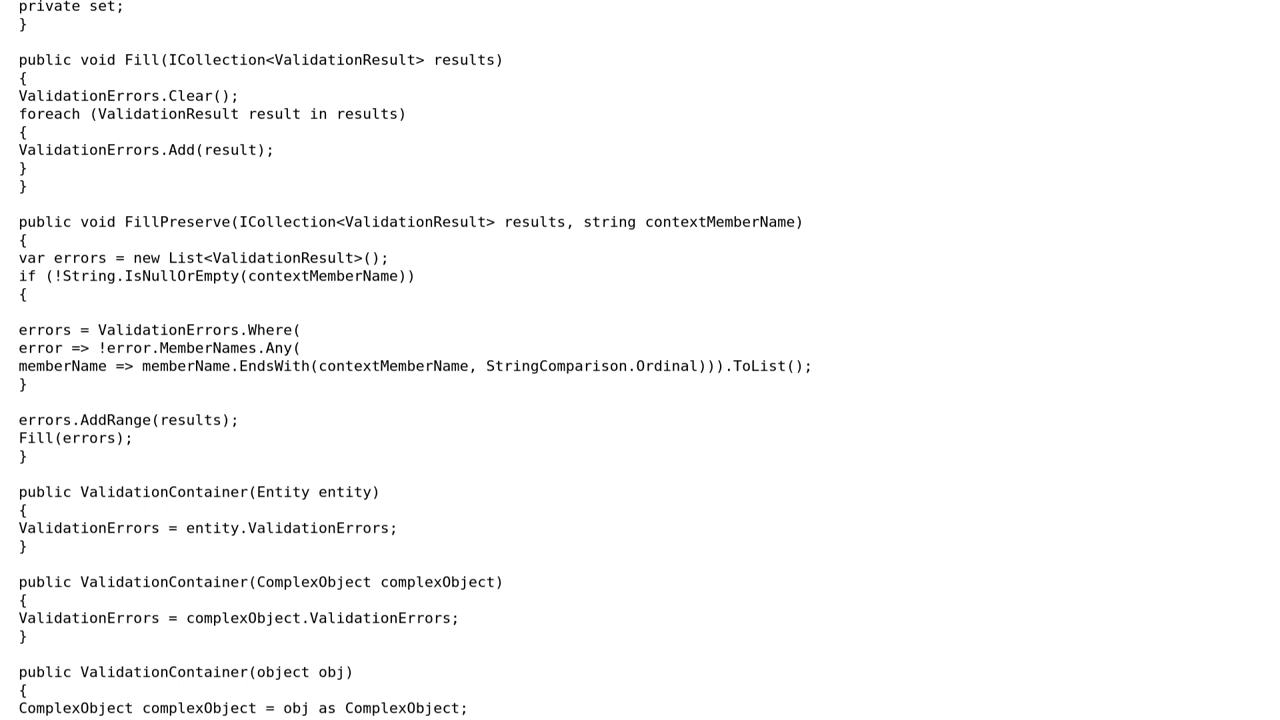 private set;
}
public void Fill(ICollection<ValidationResult> results)
{
ValidationErrors.Clear();
foreach (ValidationResult result in results)
{
ValidationErrors.Add(result);
}
}
public void FillPreserve(ICollection<ValidationResult> results, string contextMemberName)
{
var errors = new List<ValidationResult>();
if (!String.IsNullOrEmpty(contextMemberName))
{
errors = ValidationErrors.Where(
error => !error.MemberNames.Any(
memberName => memberName.EndsWith(contextMemberName, StringComparison.Ordinal))).ToList();
}
errors.AddRange(results);
Fill(errors);
}
public ValidationContainer(Entity entity)
{
ValidationErrors = entity.ValidationErrors;
}
public ValidationContainer(ComplexObject complexObject)
{
ValidationErrors = complexObject.ValidationErrors;
}
public ValidationContainer(object obj)
{
ComplexObject complexObject = obj as ComplexObject;